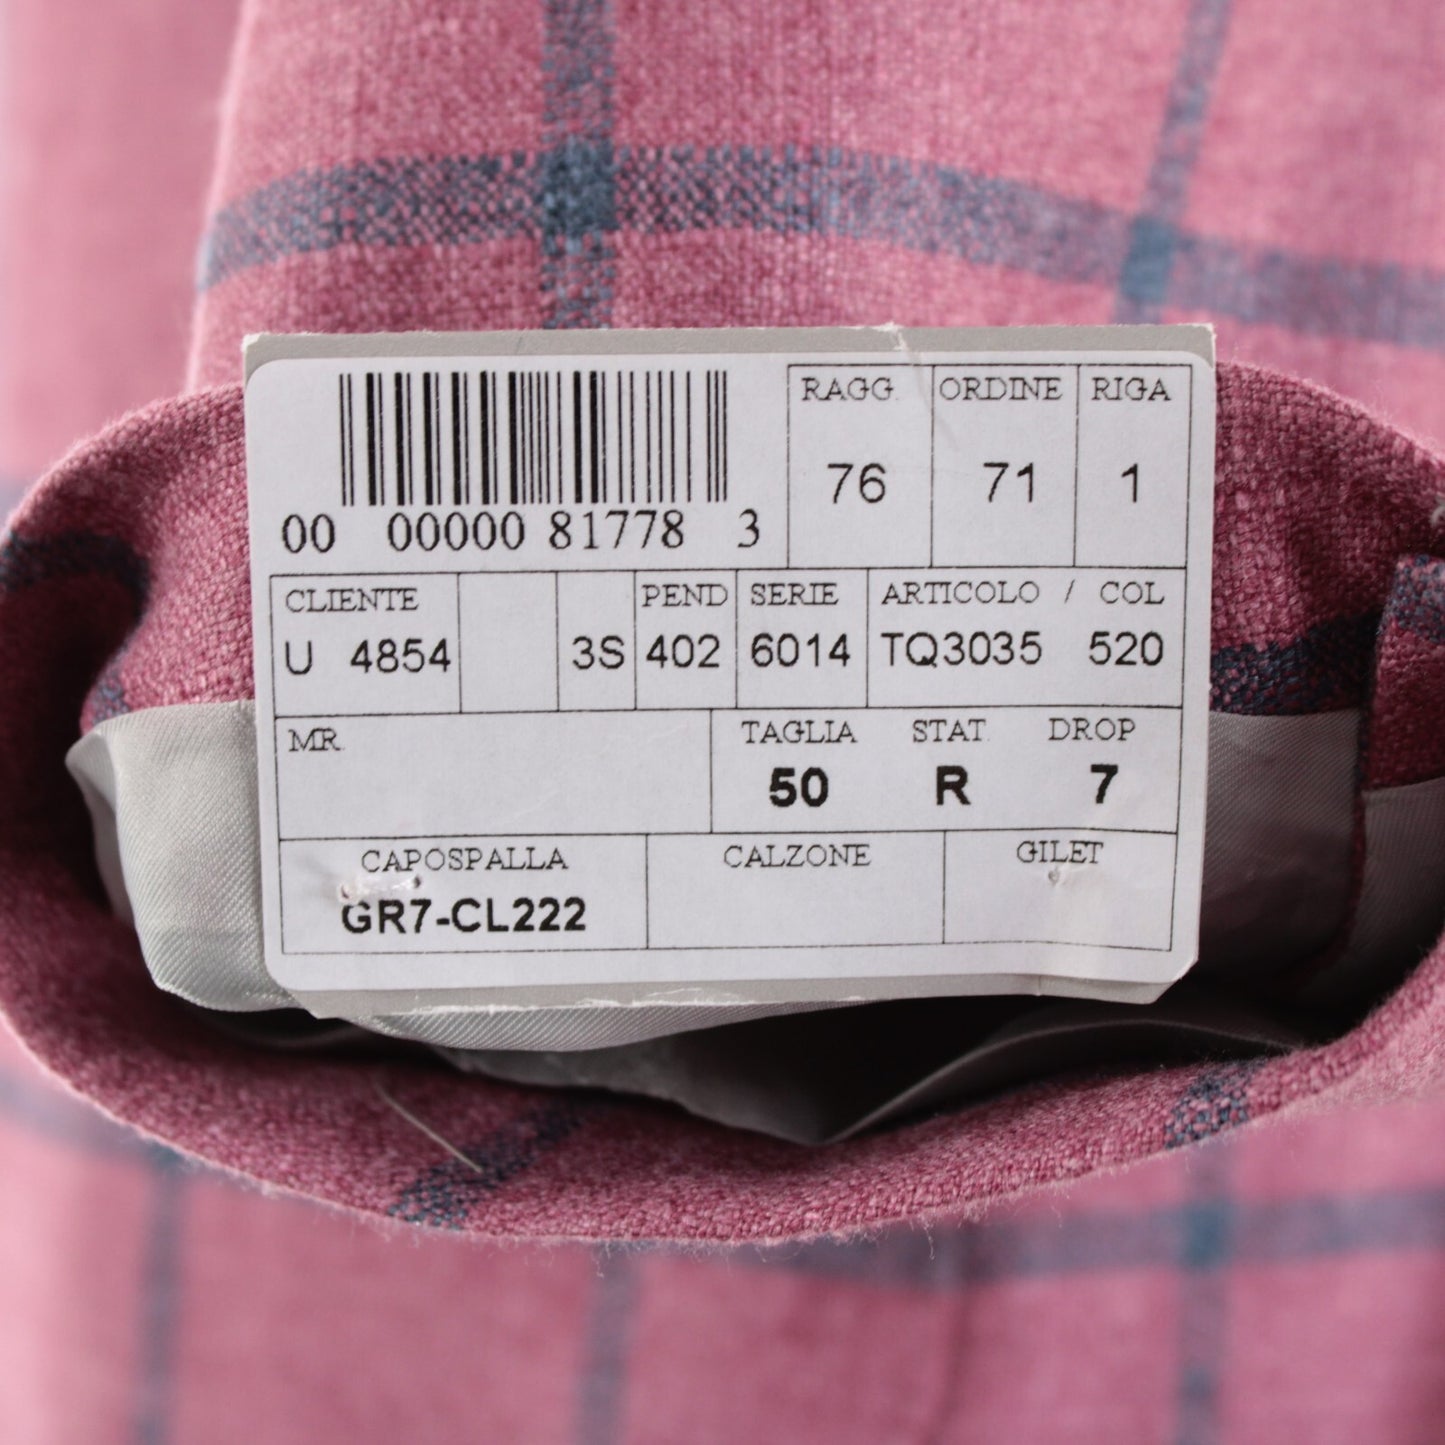 RAGG. ORDINE RIGA
76 71 1
00 00000 81778 3
CLIENTE PEND SERIE ARTICOLO / COL
U 4854 3S 402 6014 TQ3035 520
MR. TAGLIA STAT. DROP
50 R 7
CAPOSPALLA CALZONE GILET
GR7-CL222